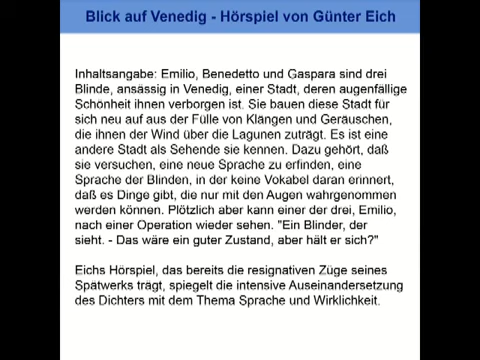 Blick auf Venedig - Hörspiel von Günter Eich
Inhaltsangabe: Emilio, Benedetto und Gaspara sind drei
Blinde, ansässig in Venedig, einer Stadt, deren augenfällige
Schönheit ihnen verborgen ist. Sie bauen diese Stadt für
sich neu auf aus der Fülle von Klängen und Geräuschen,
die ihnen der Wind über die Lagunen zuträgt. Es ist eine
andere Stadt als Sehende sie kennen. Dazu gehört, daß
sie versuchen, eine neue Sprache zu erfinden, eine
Sprache der Blinden, in der keine Vokabel daran erinnert,
daß es Dinge gibt, die nur mit den Augen wahrgenommen
werden können. Plötzlich aber kann einer der drei, Emilio,
nach einer Operation wieder sehen. "Ein Blinder, der
sieht. - Das wäre ein guter Zustand, aber hält er sich?"
Eichs Hörspiel, das bereits die resignativen Züge seines
Spätwerks trägt, spiegelt die intensive Auseinandersetzung
des Dichters mit dem Thema Sprache und Wirklichkeit.